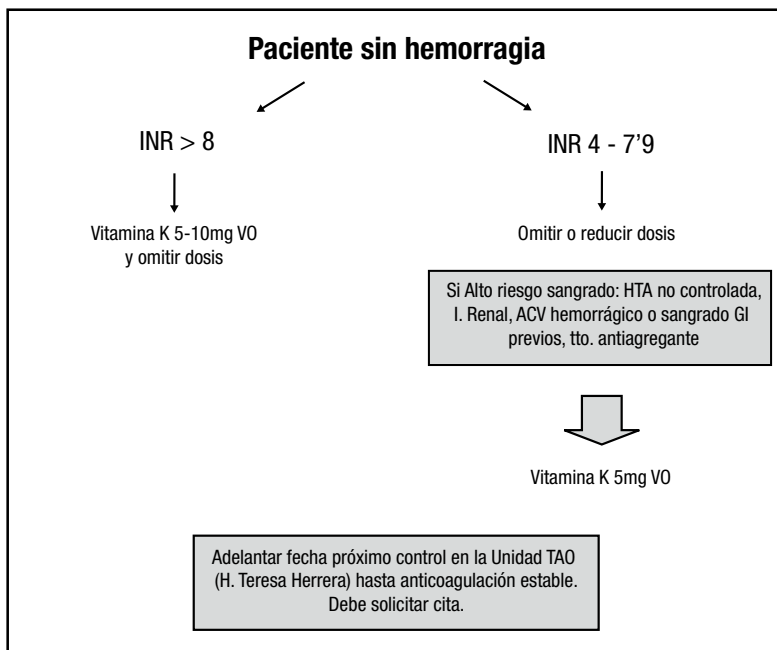 Paciente sin hemorragia
INR > 8
INR 4 - 7’9
Vitamina K 5-10mg VO
y omitir dosis
Omitir o reducir dosis
Si Alto riesgo sangrado: HTA no controlada,
I. Renal, ACV hemorrágico o sangrado GI
previos, tto. antiagregante
Vitamina K 5mg VO
Adelantar fecha próximo control en la Unidad TAO
(H. Teresa Herrera) hasta anticoagulación estable.
Debe solicitar cita.